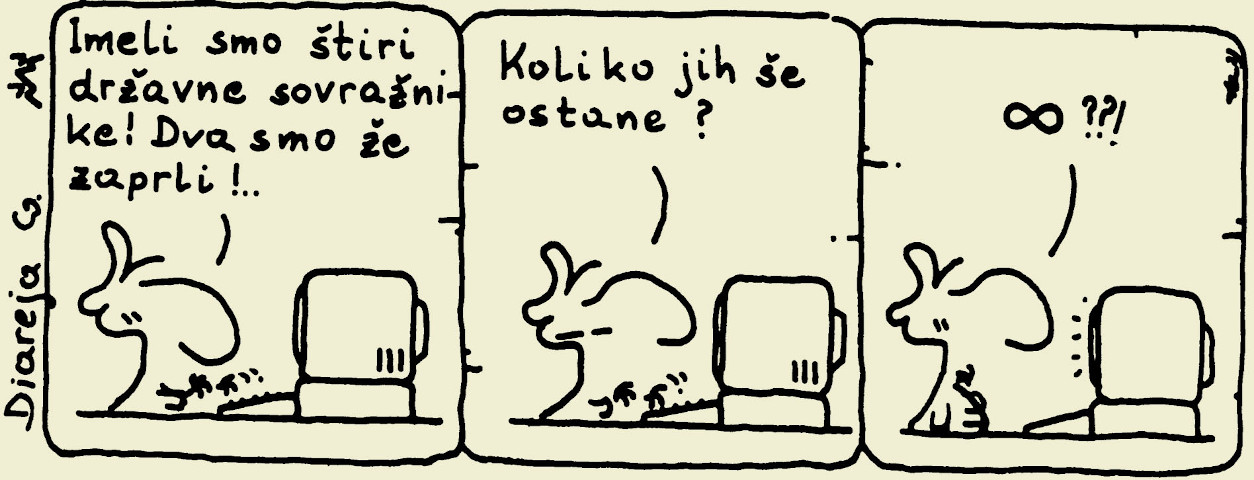 Imeli smo štiri
državne sovražni-
ke! Dva smo že
zaprli!..
Koliko jih še
ostane?
∞ ??!
Diareja